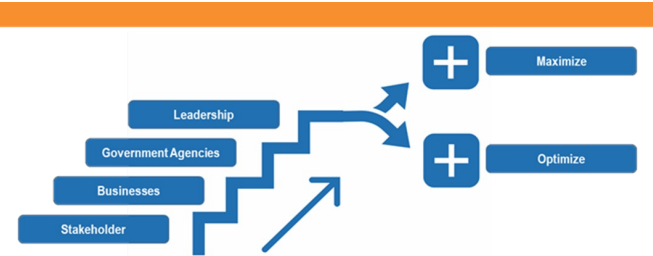 Maximize
Leadership
Government Agencies
Optimize
Businesses
Stakeholder